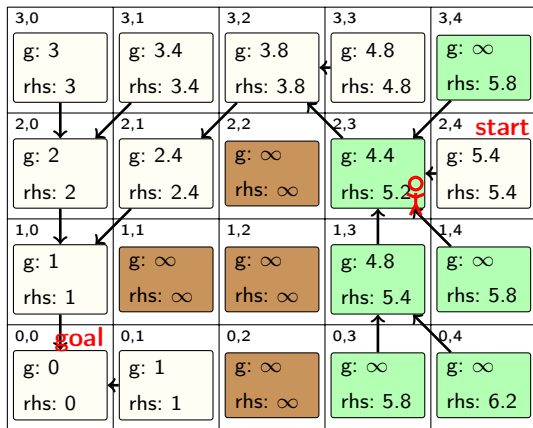 3,0 3,1 3,2 3,3 3,4
g: 3 g: 3.4 g: 3.8 g: 4.8 g: ∞
rhs: 3 rhs: 3.4 rhs: 3.8 rhs: 4.8 rhs: 5.8
2,0 2,1 2,2 2,3 2,4 start
g: 2 g: 2.4 g: ∞ g: 4.4 g: 5.4
rhs: 2 rhs: 2.4 rhs: ∞ rhs: 5.2 rhs: 5.4
1,0 1,1 1,2 1,3 1,4
g: 1 g: ∞ g: ∞ g: 4.8 g: ∞
rhs: 1 rhs: ∞ rhs: ∞ rhs: 5.4 rhs: 5.8
0,0 goal 0,1 0,2 0,3 0,4
g: 0 g: 1 g: ∞ g: ∞ g: ∞
rhs: 0 rhs: 1 rhs: ∞ rhs: 5.8 rhs: 6.2